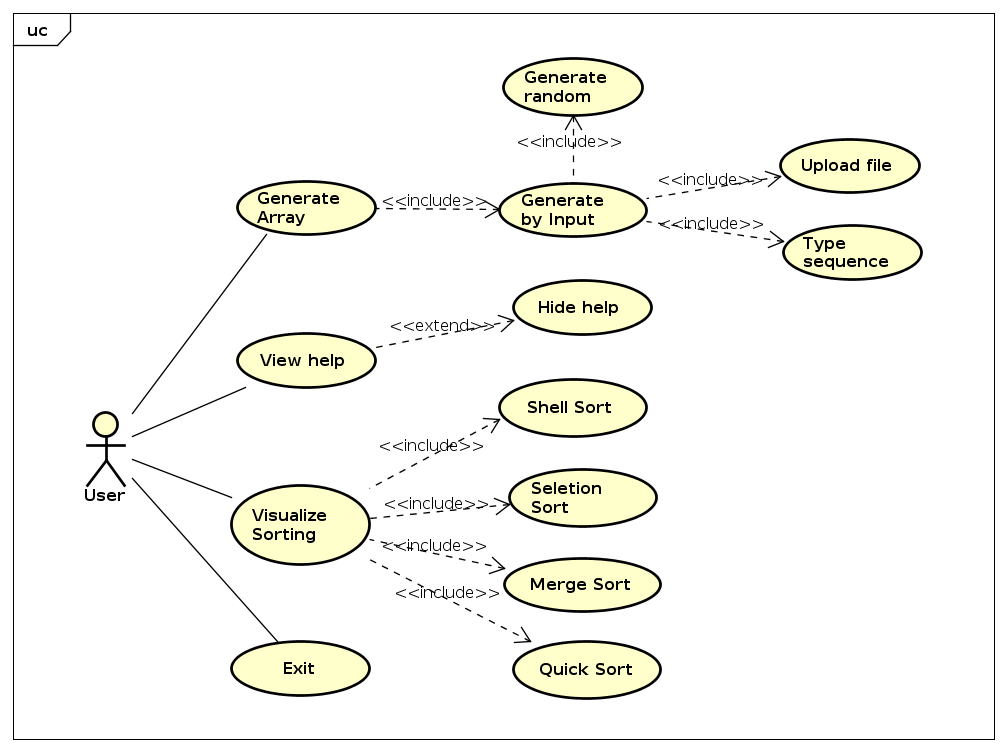 uc
Generate
random
<<include>>
Upload file
<<include>>
Generate
Array
<<include>>
Generate
by Input
<<include>>
Type
sequence
Hide help
<<extend>>
View help
Shell Sort
<<include>>
User
Visualize
Sorting
<<include>>
Seletion
Sort
<<include>>
Merge Sort
<<include>>
Exit
Quick Sort